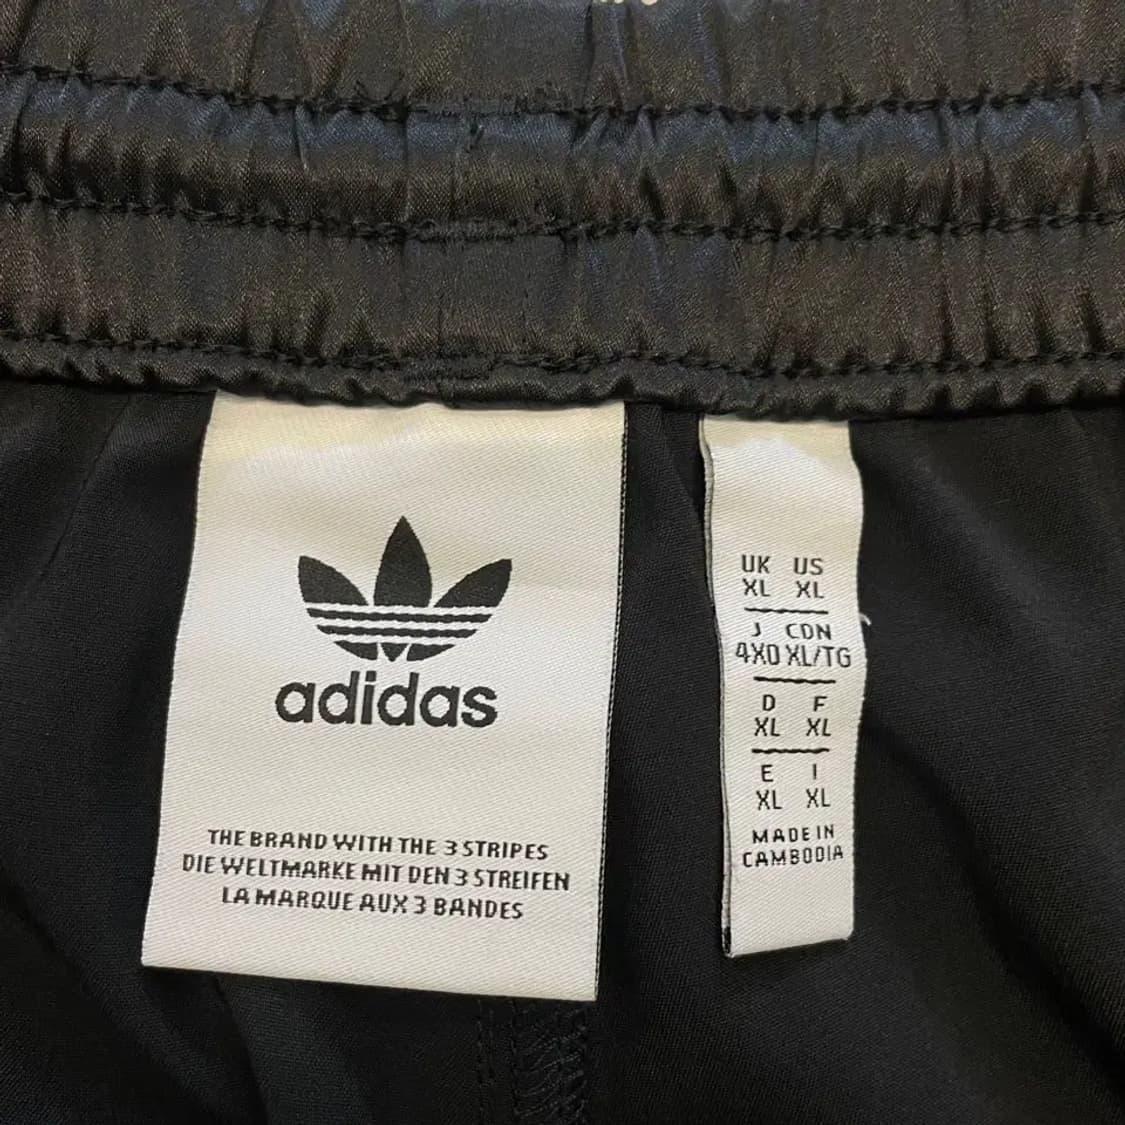 adidas
THE BRAND WITH THE 3 STRIPES
DIE WELTMARKE MIT DEN 3 STREIFEN
LA MARQUE AUX 3 BANDES
UK US
XL XL
J CDN
4XO XL/TG
D F
XL XL
E I
XL XL
MADE IN
CAMBODIA